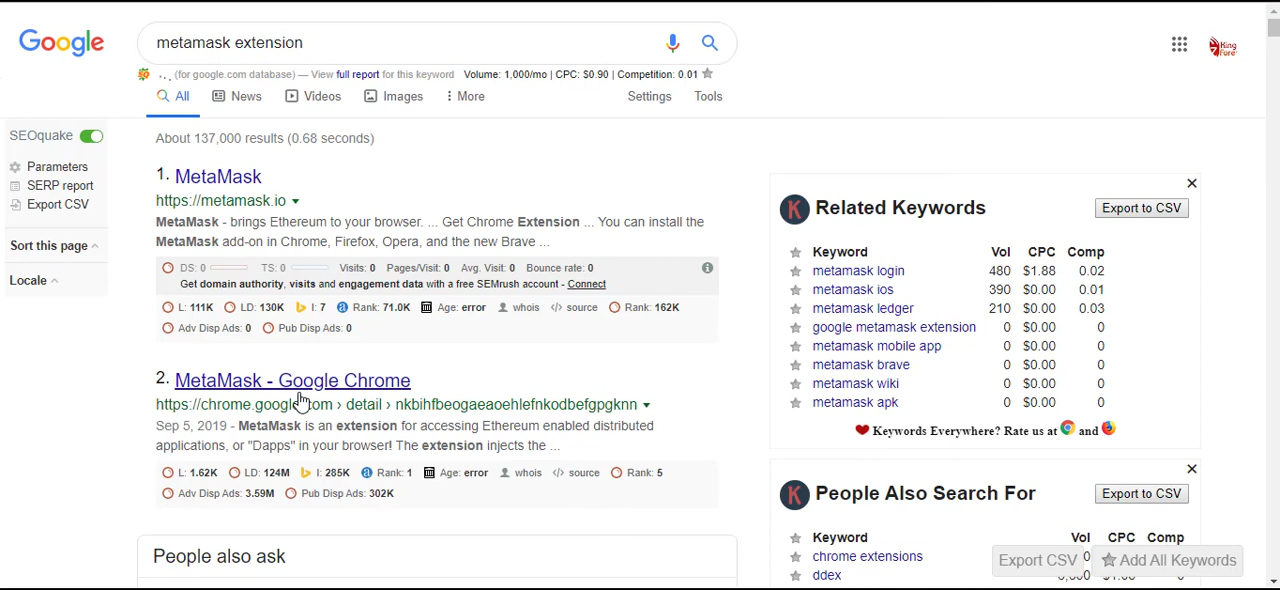 Google
metamask extension
King
Fore
(for google.com database) — View full report for this keyword Volume: 1,000/mo | CPC: $0.90 | Competition: 0.01
All News Videos Images More Settings Tools
SEOquake
Parameters
SERP report
Export CSV
Sort this page
Locale
About 137,000 results (0.68 seconds)
1. MetaMask
https://metamask.io
MetaMask - brings Ethereum to your browser. ... Get Chrome Extension ... You can install the
MetaMask add-on in Chrome, Firefox, Opera, and the new Brave ...
DS: 0 TS: 0 Visits: 0 Pages/Visit: 0 Avg. Visit: 0 Bounce rate: 0
Get domain authority, visits and engagement data with a free SEMrush account - Connect
L: 111K LD: 130K I: 7 Rank: 71.0K Age: error whois </> source Rank: 162K
Adv Disp Ads: 0 Pub Disp Ads: 0
2. MetaMask - Google Chrome
https://chrome.google.com › detail › nkbihfbeogaeaoehlefnkodbefgpgknn
Sep 5, 2019 - MetaMask is an extension for accessing Ethereum enabled distributed
applications, or "Dapps" in your browser! The extension injects the ...
L: 1.62K LD: 124M I: 285K Rank: 1 Age: error whois </> source Rank: 5
Adv Disp Ads: 3.59M Pub Disp Ads: 302K
People also ask
K Related Keywords Export to CSV
Keyword Vol CPC Comp
metamask login 480 $1.88 0.02
metamask ios 390 $0.00 0.01
metamask ledger 210 $0.00 0.03
google metamask extension 0 $0.00 0
metamask mobile app 0 $0.00 0
metamask brave 0 $0.00 0
metamask wiki 0 $0.00 0
metamask apk 0 $0.00 0
Keywords Everywhere? Rate us at and
K People Also Search For Export to CSV
Keyword Vol CPC Comp
chrome extensions
ddex
Export CSV Add All Keywords